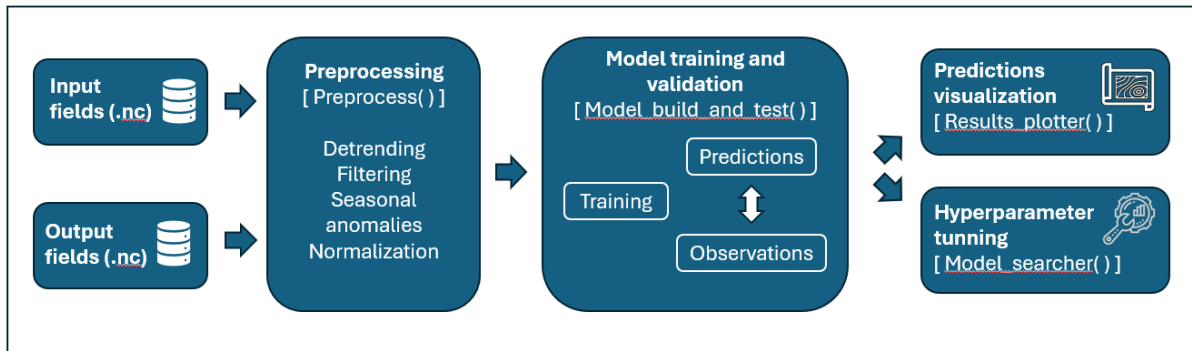 Input
fields (.nc)
Output
fields (.nc)
Preprocessing
[ Preprocess( ) ]
Detrending
Filtering
Seasonal
anomalies
Normalization
Model training and
validation
[ Model_build_and_test( ) ]
Predictions
Training
Observations
Predictions
visualization
[ Results_plotter( ) ]
Hyperparameter
tunning
[ Model_searcher( ) ]